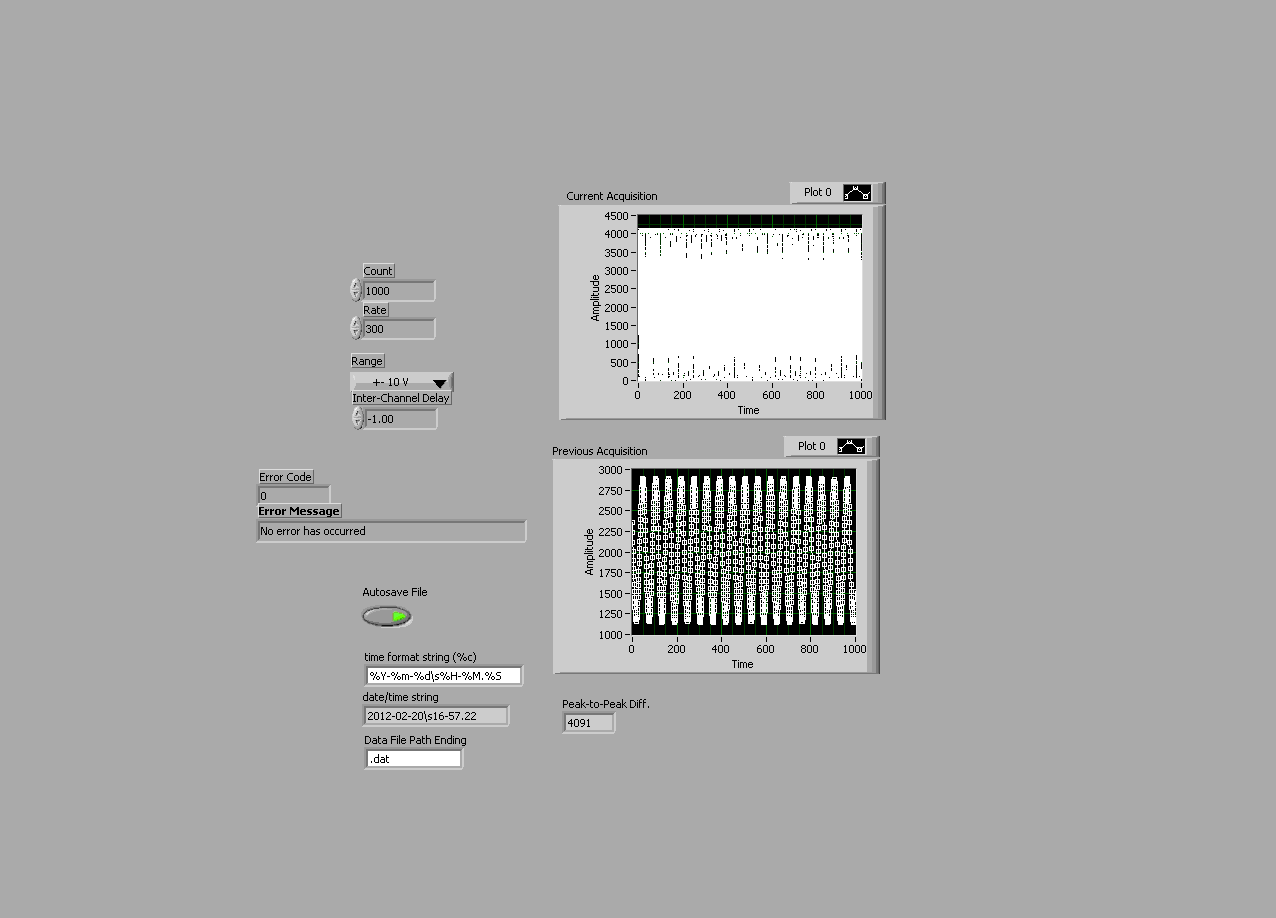 Current Acquisition
Plot 0
4500
4000
3500
3000
2500
2000
1500
1000
500
0
Amplitude
0 200 400 600 800 1000
Time
Count
1000
Rate
300
Range
+- 10 V
Inter-Channel Delay
-1.00
Previous Acquisition
Plot 0
3000
2750
2500
2250
2000
1750
1500
1250
1000
Amplitude
0 200 400 600 800 1000
Time
Error Code
0
Error Message
No error has occurred
Autosave File
time format string (%c)
%Y-%m-%d\s%H-%M.%S
date/time string
2012-02-20\s16-57.22
Data File Path Ending
.dat
Peak-to-Peak Diff.
4091